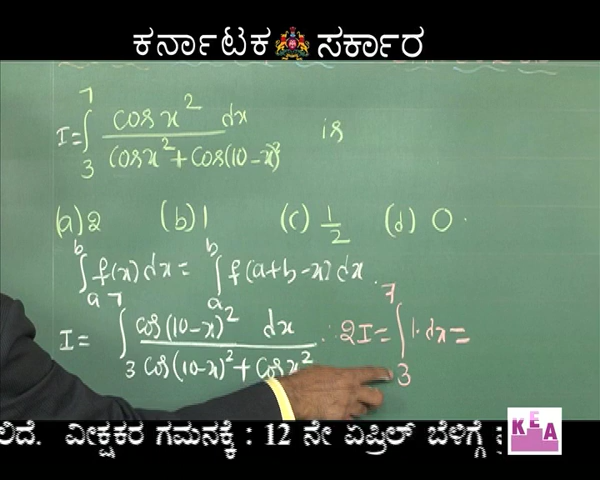 ಕರ್ನಾಟಕ ಸರ್ಕಾರ
I = ∫₃⁷ cos x² dx / (cos x² + cos(10 - x)²) is
(a) 2 (b) 1 (c) 1/2 (d) 0.
∫ₐᵇ f(x) dx = ∫ₐᵇ f(a+b-x) dx.
I = ∫₃⁷ cos(10-x)² dx / (cos(10-x)² + cos x²) ∴ 2I = ∫₃⁷ 1. dx =
ಲಿದೆ. ವೀಕ್ಷಕರ ಗಮನಕ್ಕೆ : 12 ನೇ ಏಪ್ರಿಲ್ ಬೆಳಿಗ್ಗೆ
KEA